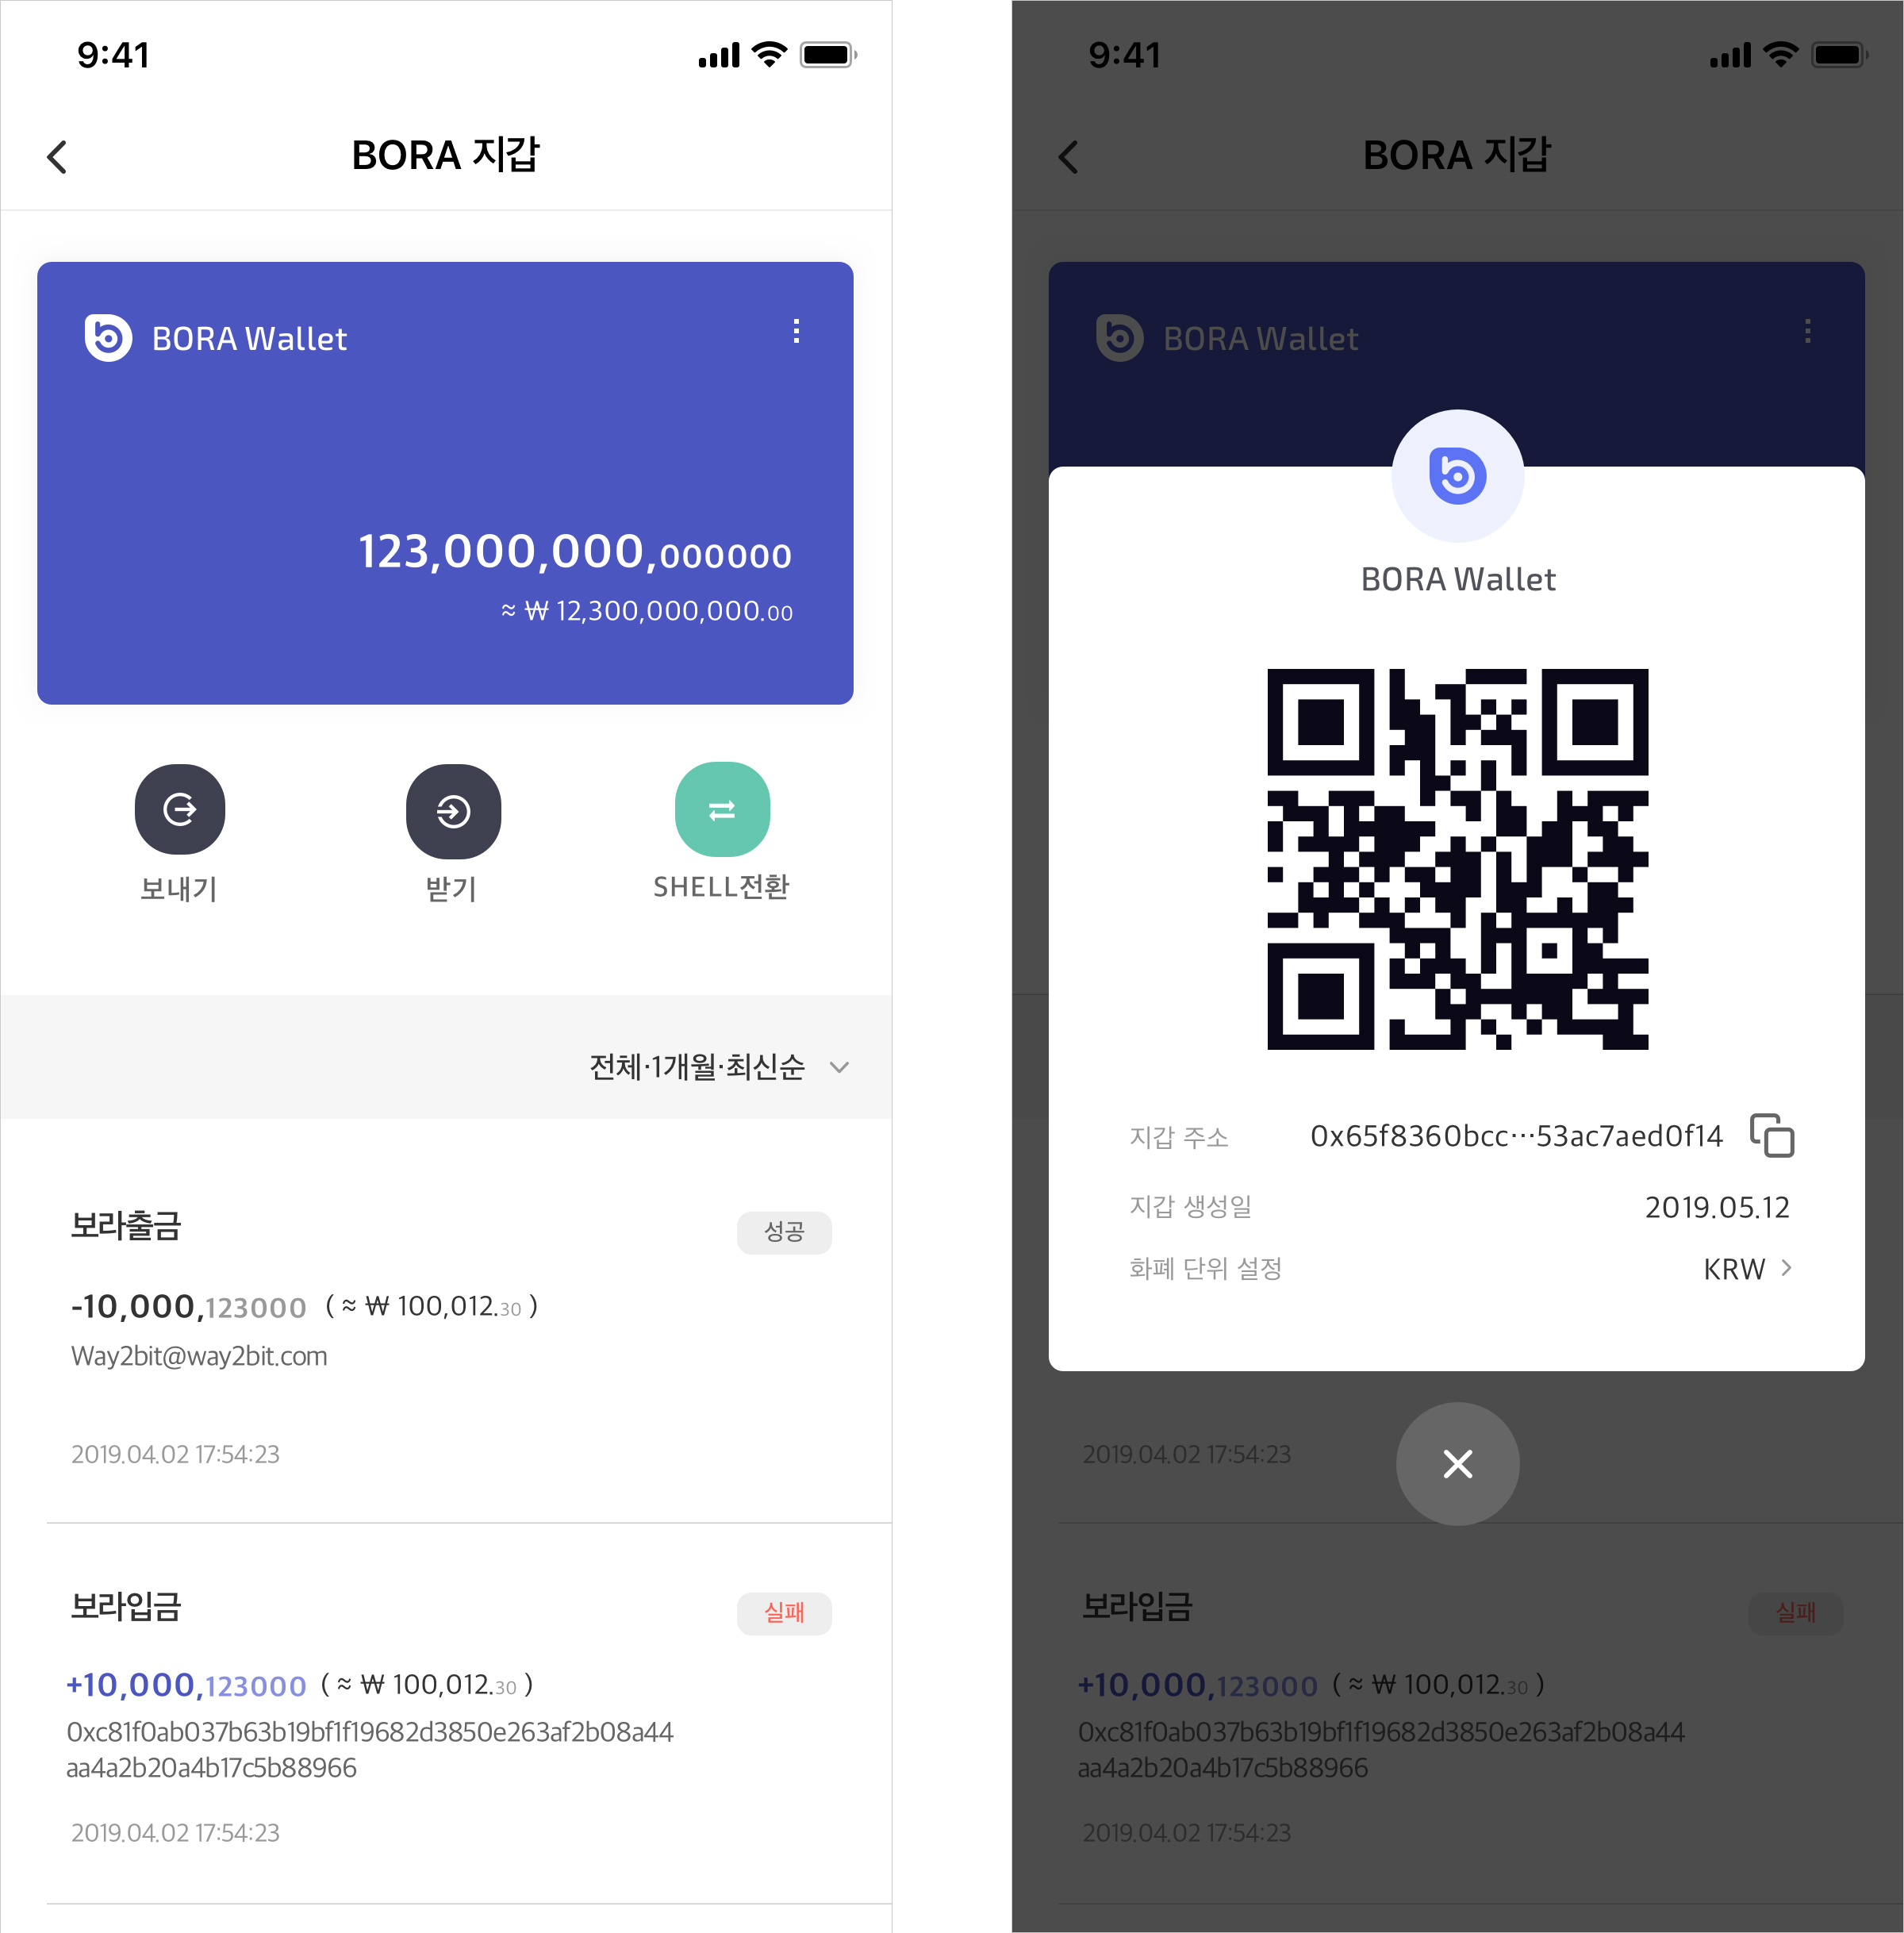 9:41
BORA 지갑
BORA Wallet
123,000,000,000000
≈ ₩ 12,300,000,000.00
보내기
받기
SHELL전환
전체·1개월·최신순
보라출금
성공
-10,000,123000 ( ≈ ₩ 100,012.30 )
Way2bit@way2bit.com
2019.04.02 17:54:23
보라입금
실패
+10,000,123000 ( ≈ ₩ 100,012.30 )
0xc81f0ab037b63b19bf1f19682d3850e263af2b08a44
aa4a2b20a4b17c5b88966
2019.04.02 17:54:23
9:41
BORA 지갑
BORA Wallet
BORA Wallet
지갑 주소 0x65f8360bcc···53ac7aed0f14
지갑 생성일 2019.05.12
화폐 단위 설정 KRW
2019.04.02 17:54:23
보라입금
실패
+10,000,123000 ( ≈ ₩ 100,012.30 )
0xc81f0ab037b63b19bf1f19682d3850e263af2b08a44
aa4a2b20a4b17c5b88966
2019.04.02 17:54:23